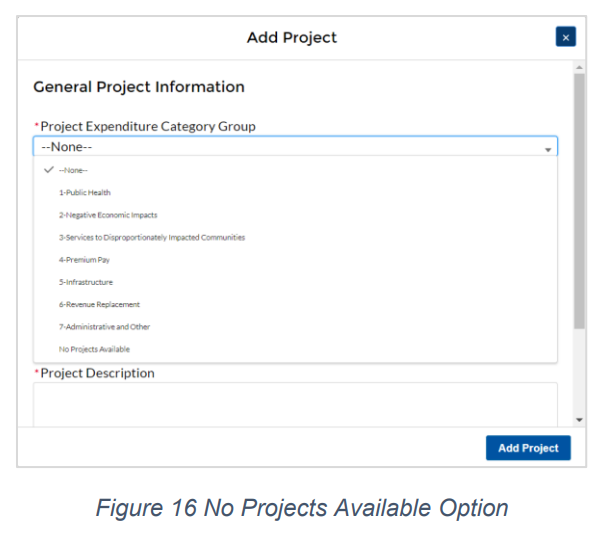 Add Project
×
General Project Information
*Project Expenditure Category Group
--None--
--None--
1-Public Health
2-Negative Economic Impacts
3-Services to Disproportionately Impacted Communities
4-Premium Pay
5-Infrastructure
6-Revenue Replacement
7-Administrative and Other
No Projects Available
*Project Description
Add Project
Figure 16 No Projects Available Option